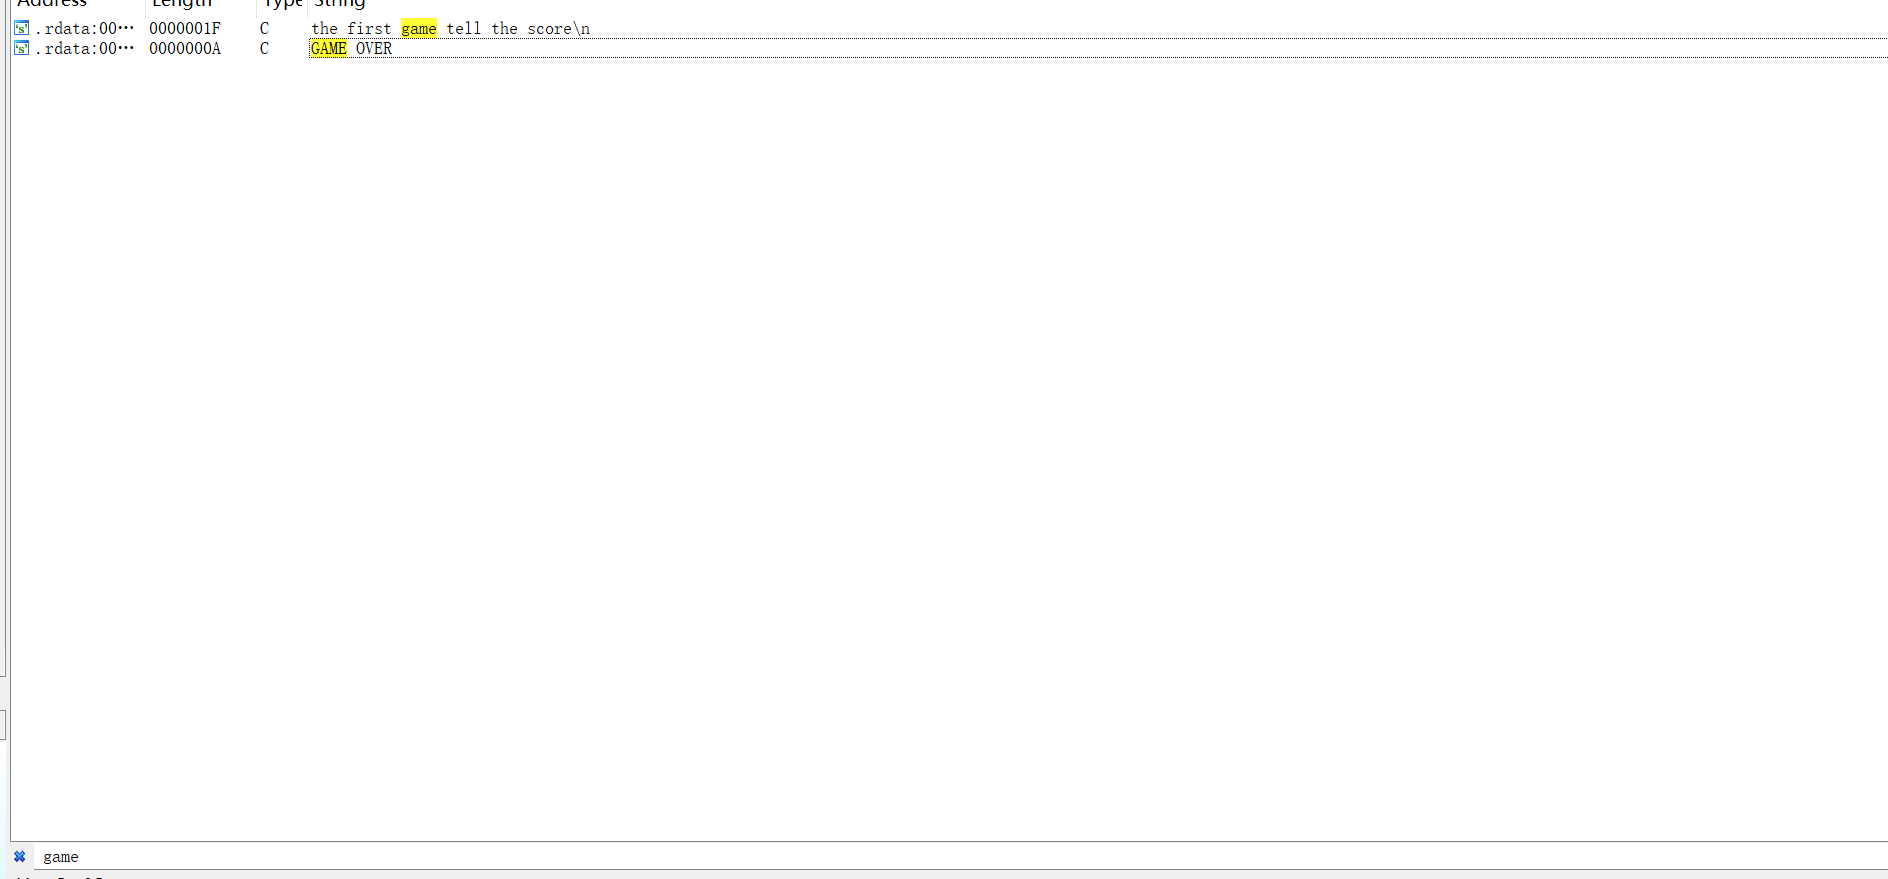 Address Length Type String
.rdata:00… 0000001F C the first game tell the score\n
.rdata:00… 0000000A C GAME OVER
game